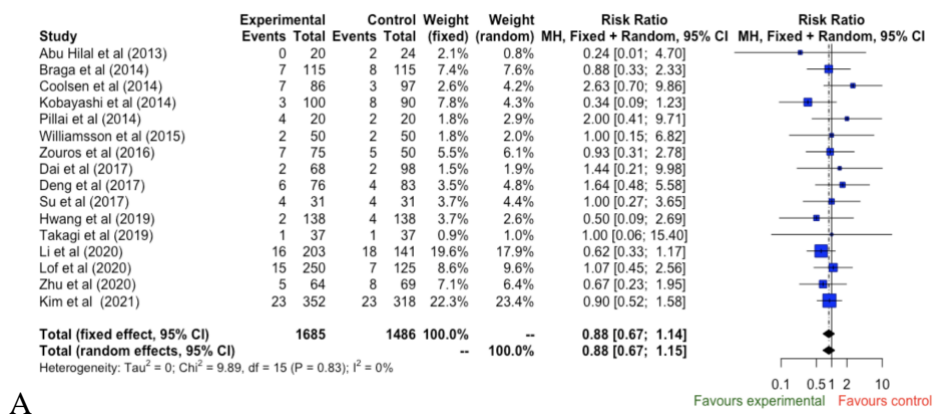 Experimental Control Weight Weight Risk Ratio Risk Ratio
Study Events Total Events Total (fixed) (random) MH, Fixed + Random, 95% CI MH, Fixed + Random, 95% CI
Abu Hilal et al (2013) 0 20 2 24 2.1% 0.8% 0.24 [0.01; 4.70]
Braga et al (2014) 7 115 8 115 7.4% 7.6% 0.88 [0.33; 2.33]
Coolsen et al (2014) 7 86 3 97 2.6% 4.2% 2.63 [0.70; 9.86]
Kobayashi et al (2014) 3 100 8 90 7.8% 4.4% 0.34 [0.09; 1.23]
Pillai et al (2014) 4 20 2 20 1.8% 2.9% 2.00 [0.41; 9.71]
Williamsson et al (2015) 2 50 2 50 1.8% 2.0% 1.00 [0.15; 6.82]
Zouros et al (2016) 7 75 5 50 5.5% 6.1% 0.93 [0.31; 2.78]
Dai et al (2017) 2 68 2 98 1.5% 1.9% 1.44 [0.21; 9.98]
Deng et al (2017) 6 76 4 83 3.5% 4.8% 1.64 [0.48; 5.58]
Su et al (2017) 4 31 4 31 3.7% 4.4% 1.00 [0.27; 3.65]
Hwang et al (2019) 2 138 4 138 3.7% 2.6% 0.50 [0.09; 2.69]
Takagi et al (2019) 1 37 1 37 0.9% 1.0% 1.00 [0.06; 15.40]
Li et al (2020) 16 203 18 141 19.6% 17.9% 0.62 [0.33; 1.17]
Lof et al (2020) 15 250 7 125 8.6% 9.6% 1.07 [0.45; 2.56]
Zhu et al (2020) 5 64 8 69 7.1% 6.4% 0.67 [0.23; 1.95]
Kim et al (2021) 23 352 23 318 22.3% 23.4% 0.90 [0.52; 1.58]
Total (fixed effect, 95% CI) 1685 1486 100.0% -- 0.88 [0.67; 1.14]
Total (random effects, 95% CI) -- 100.0% 0.88 [0.67; 1.15]
Heterogeneity: Tau² = 0; Chi² = 9.89, df = 15 (P = 0.83); I² = 0%
0.1 0.5 1 2 10
Favours experimental Favours control
A